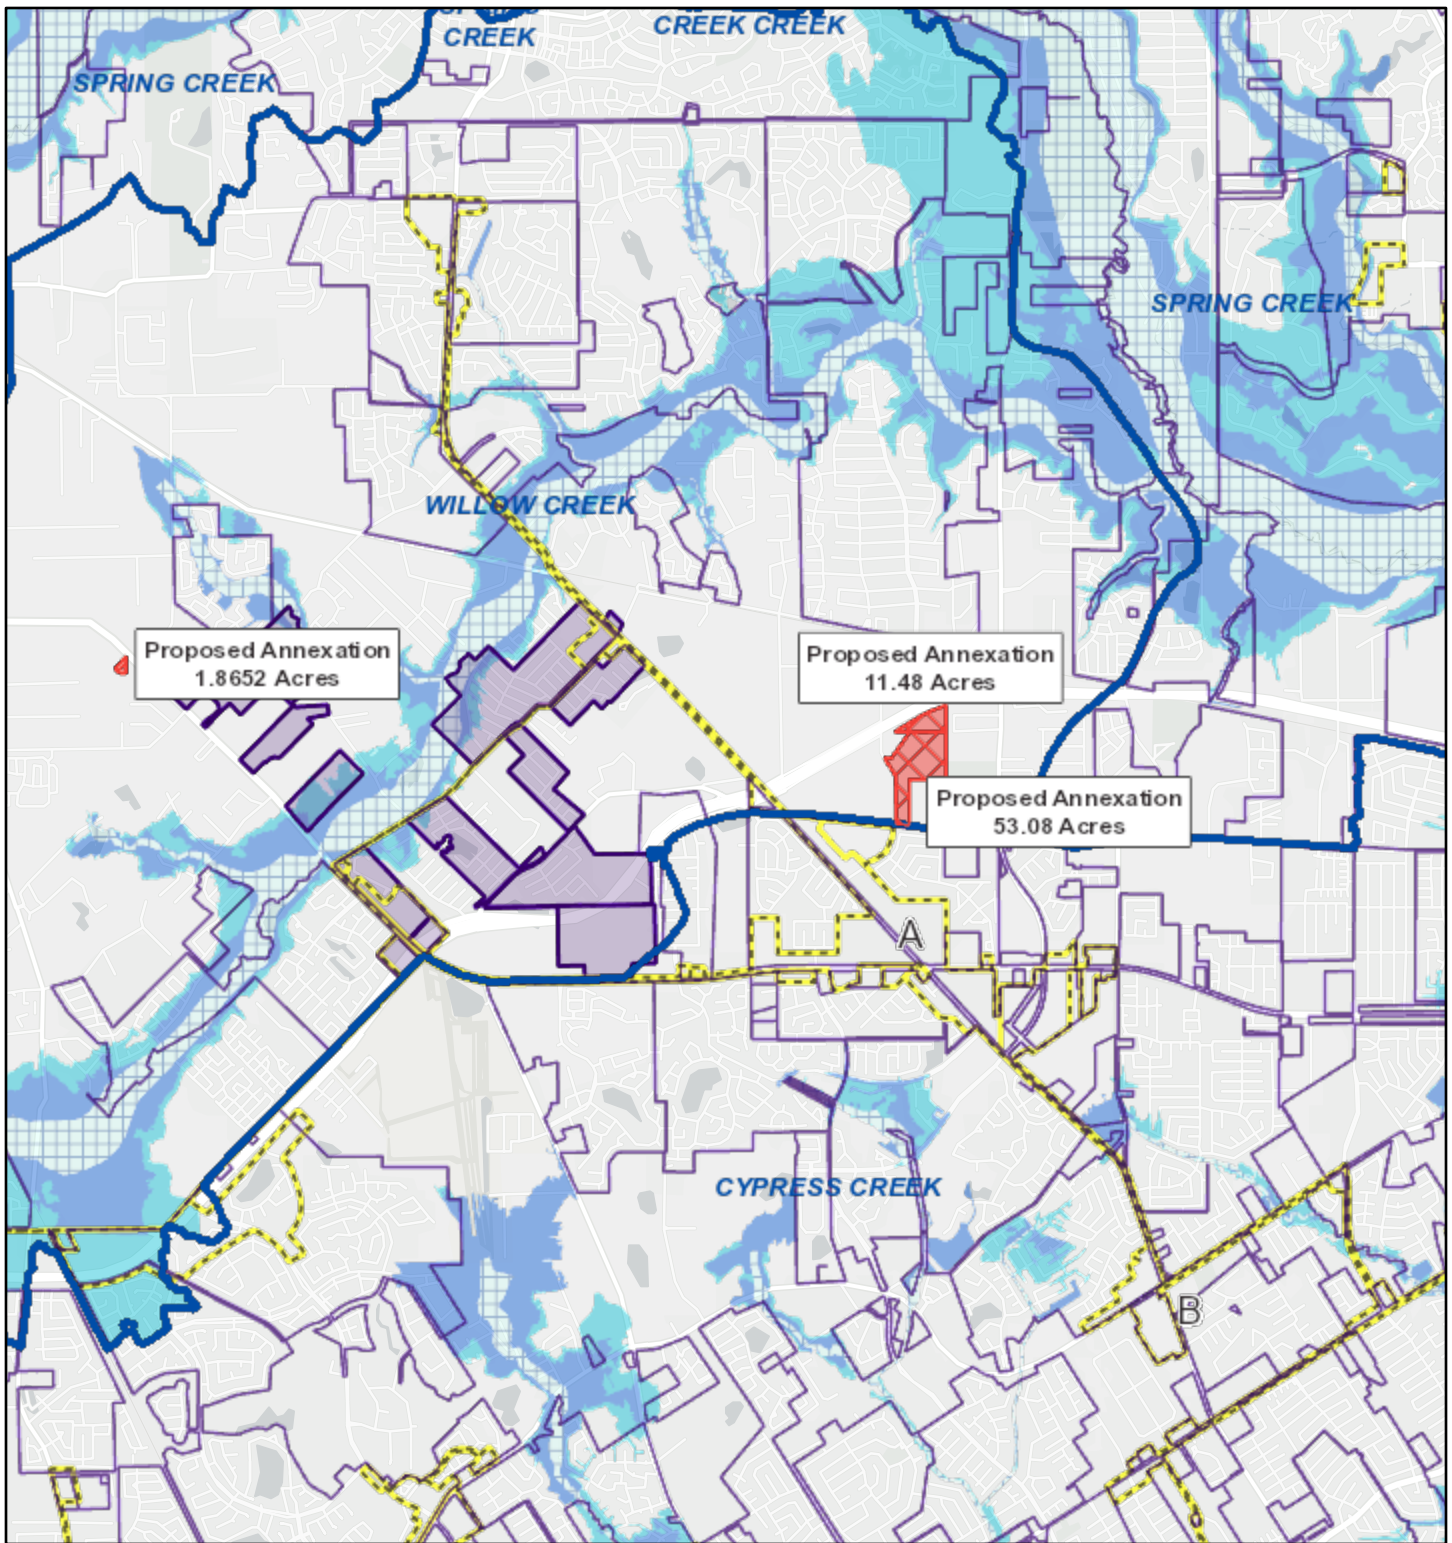 CREEK
CREEK CREEK
SPRING CREEK
SPRING CREEK
WILLOW CREEK
Proposed Annexation
1.8652 Acres
Proposed Annexation
11.48 Acres
Proposed Annexation
53.08 Acres
A
CYPRESS CREEK
B